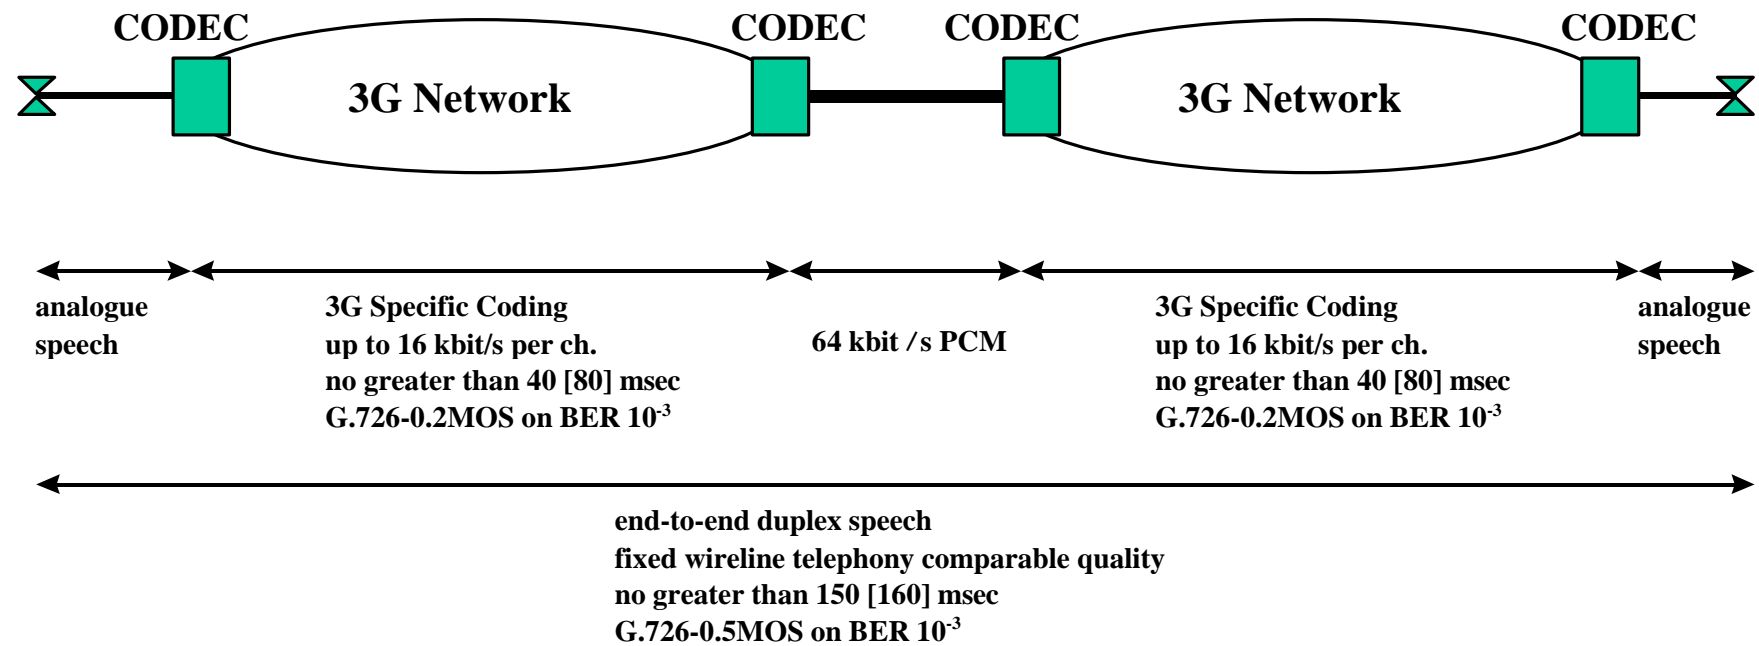 CODEC CODEC CODEC CODEC
3G Network 3G Network
analogue
speech
3G Specific Coding
up to 16 kbit/s per ch.
no greater than 40 [80] msec
G.726-0.2MOS on BER 10⁻³
64 kbit /s PCM
3G Specific Coding
up to 16 kbit/s per ch.
no greater than 40 [80] msec
G.726-0.2MOS on BER 10⁻³
analogue
speech
end-to-end duplex speech
fixed wireline telephony comparable quality
no greater than 150 [160] msec
G.726-0.5MOS on BER 10⁻³